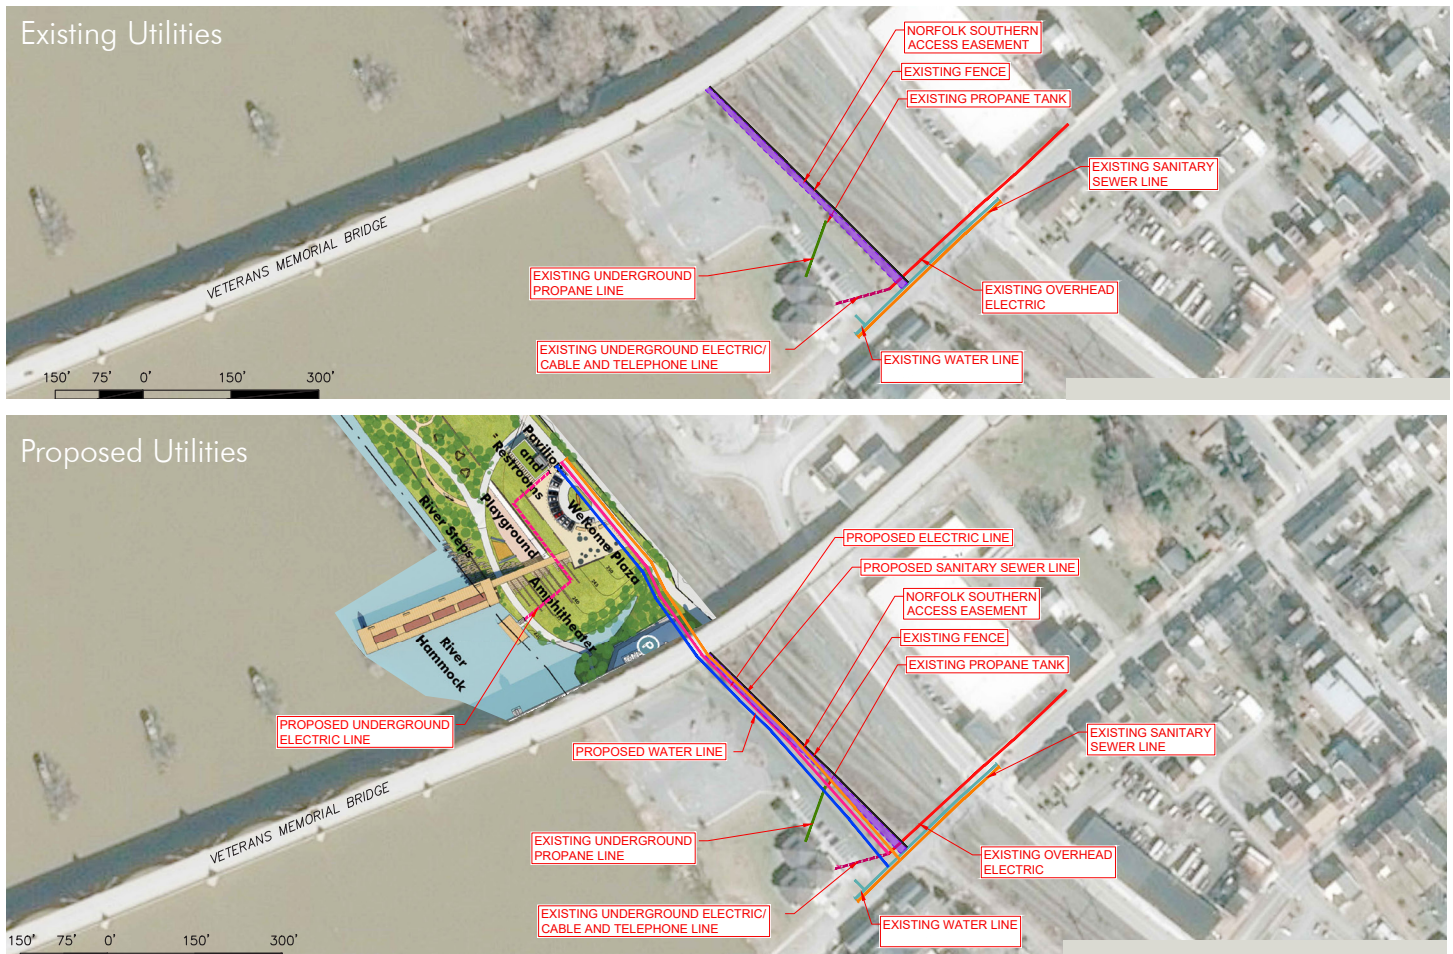 Existing Utilities
NORFOLK SOUTHERN
ACCESS EASEMENT
EXISTING FENCE
EXISTING PROPANE TANK
EXISTING SANITARY
SEWER LINE
VETERANS MEMORIAL BRIDGE
EXISTING UNDERGROUND
PROPANE LINE
EXISTING OVERHEAD
ELECTRIC
EXISTING UNDERGROUND ELECTRIC/
CABLE AND TELEPHONE LINE
EXISTING WATER LINE
150' 75' 0' 150' 300'
Proposed Utilities
Pavilion
and
Restrooms
Playground
Welcome Plaza
River Steps
Amphitheater
River
Hammock
P
PROPOSED ELECTRIC LINE
PROPOSED SANITARY SEWER LINE
NORFOLK SOUTHERN
ACCESS EASEMENT
EXISTING FENCE
EXISTING PROPANE TANK
PROPOSED UNDERGROUND
ELECTRIC LINE
PROPOSED WATER LINE
EXISTING SANITARY
SEWER LINE
VETERANS MEMORIAL BRIDGE
EXISTING UNDERGROUND
PROPANE LINE
EXISTING OVERHEAD
ELECTRIC
EXISTING UNDERGROUND ELECTRIC/
CABLE AND TELEPHONE LINE
EXISTING WATER LINE
150' 75' 0' 150' 300'